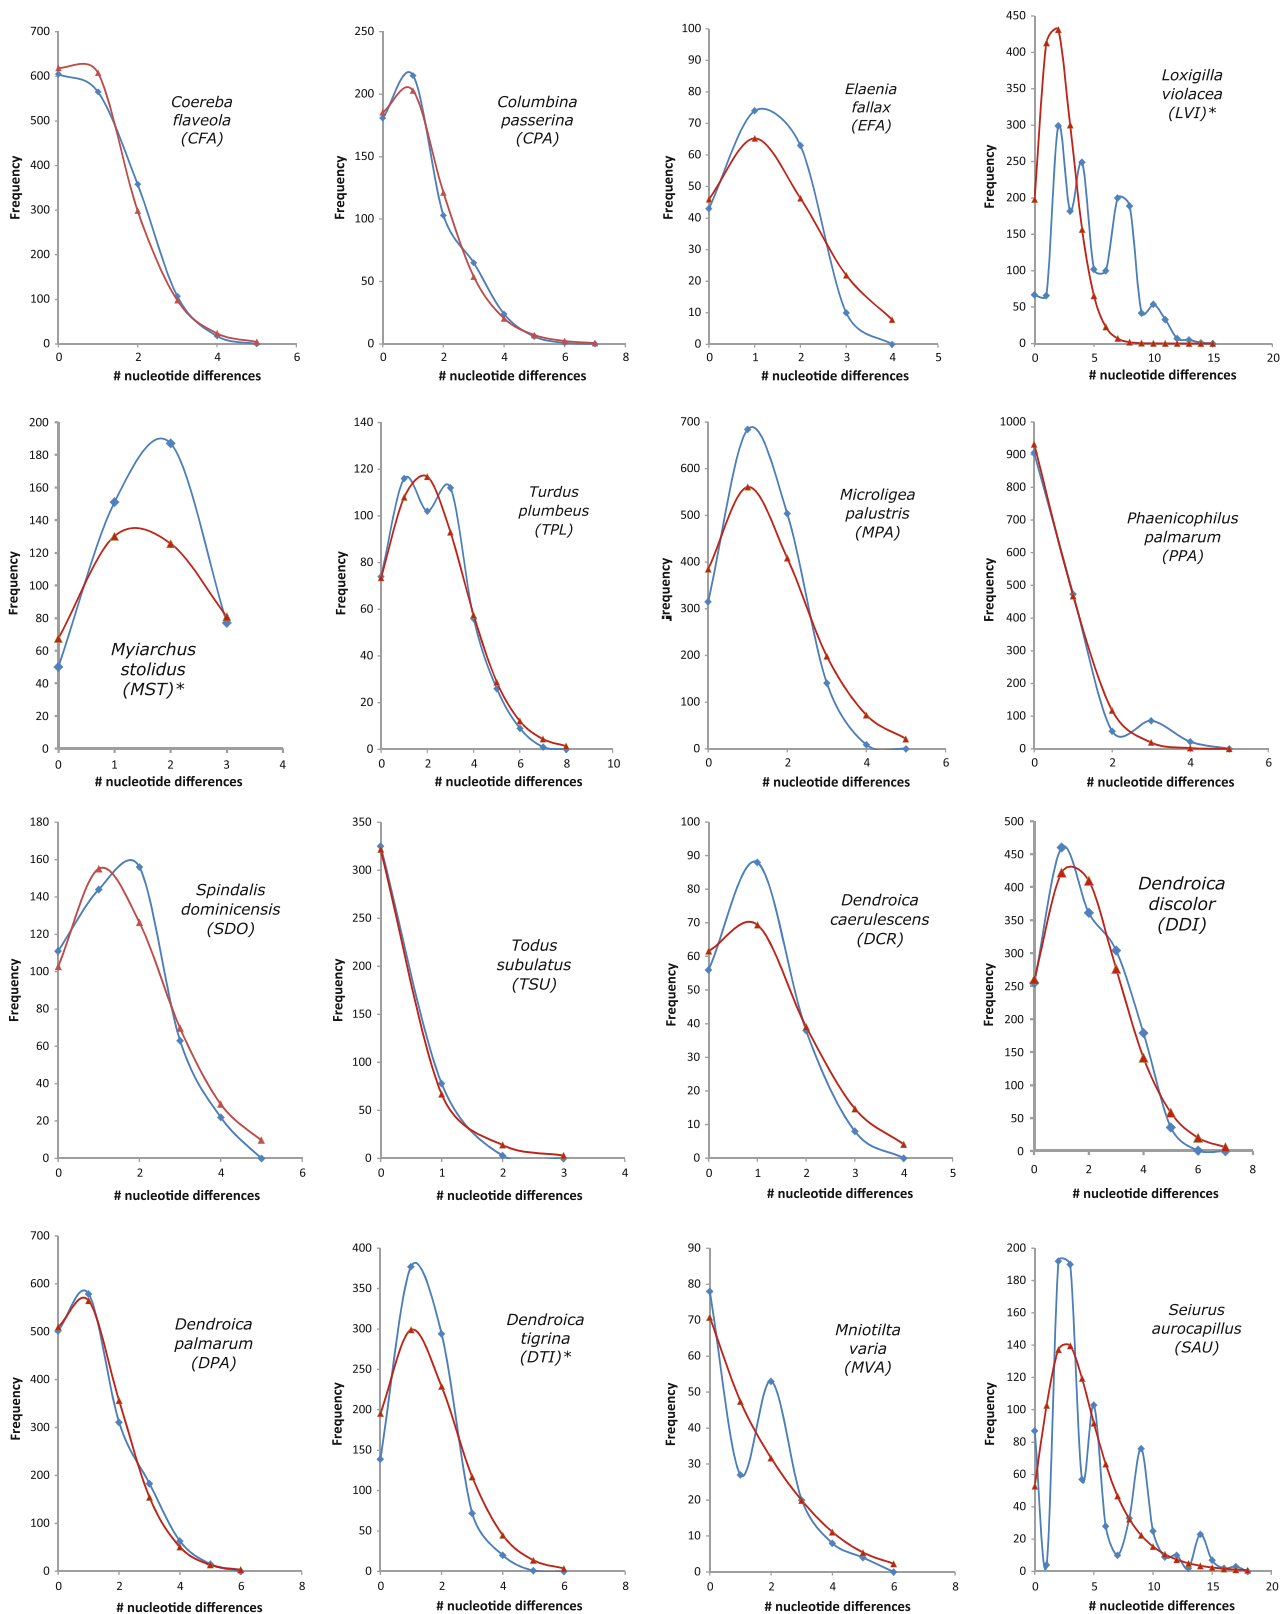 700
600
500
400
300
200
100
0
0 2 4 6
Frequency
# nucleotide differences
Coereba
flaveola
(CFA)
250
200
150
100
50
0
0 2 4 6 8
Frequency
# nucleotide differences
Columbina
passerina
(CPA)
100
90
80
70
60
50
40
30
20
10
0
0 1 2 3 4 5
Frequency
# nucleotide differences
Elaenia
fallax
(EFA)
450
400
350
300
250
200
150
100
50
0
0 5 10 15 20
Frequency
# nucleotide differences
Loxigilla
violacea
(LVI)*
200
180
160
140
120
100
80
60
40
20
0
0 1 2 3 4
Frequency
# nucleotide differences
Myiarchus
stolidus
(MST)*
140
120
100
80
60
40
20
0
0 2 4 6 8 10
Frequency
# nucleotide differences
Turdus
plumbeus
(TPL)
700
600
500
400
300
200
100
0
0 2 4 6
requency
# nucleotide differences
Microligea
palustris
(MPA)
1000
900
800
700
600
500
400
300
200
100
0
0 2 4 6
Frequency
# nucleotide differences
Phaenicophilus
palmarum
(PPA)
180
160
140
120
100
80
60
40
20
0
0 2 4 6
Frequency
# nucleotide differences
Spindalis
dominicensis
(SDO)
350
300
250
200
150
100
50
0
0 1 2 3 4
Frequency
# nucleotide differences
Todus
subulatus
(TSU)
100
90
80
70
60
50
40
30
20
10
0
0 1 2 3 4 5
Frequency
# nucleotide differences
Dendroica
caerulescens
(DCR)
500
450
400
350
300
250
200
150
100
50
0
0 2 4 6 8
Frequency
# nucleotide differences
Dendroica
discolor
(DDI)
700
600
500
400
300
200
100
0
0 2 4 6 8
Frequency
# nucleotide differences
Dendroica
palmarum
(DPA)
400
350
300
250
200
150
100
50
0
0 2 4 6 8
Frequency
# nucleotide differences
Dendroica
tigrina
(DTI)*
90
80
70
60
50
40
30
20
10
0
0 2 4 6 8
Frequency
# nucleotide differences
Mniotilta
varia
(MVA)
200
180
160
140
120
100
80
60
40
20
0
0 5 10 15 20
Frequency
# nucleotide differences
Seiurus
aurocapillus
(SAU)